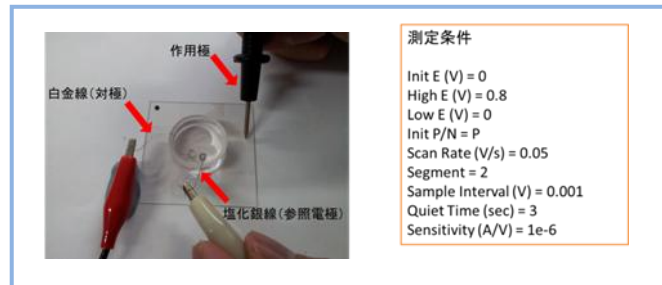 作用極
白金線(対極)
塩化銀線(参照電極)
測定条件
Init E (V) = 0
High E (V) = 0.8
Low E (V) = 0
Init P/N = P
Scan Rate (V/s) = 0.05
Segment = 2
Sample Interval (V) = 0.001
Quiet Time (sec) = 3
Sensitivity (A/V) = 1e-6